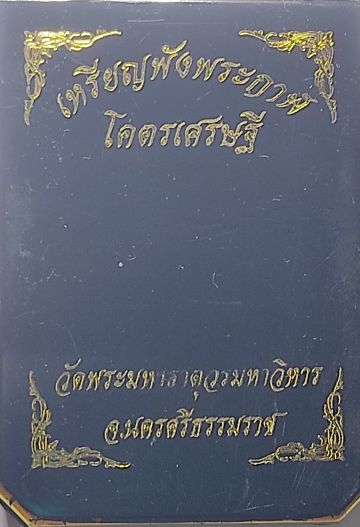 เหรียญพังพระกาฬ
โคตรเศรษฐี
วัดพระมหาธาตุวรมหาวิหาร
จ.นครศรีธรรมราช